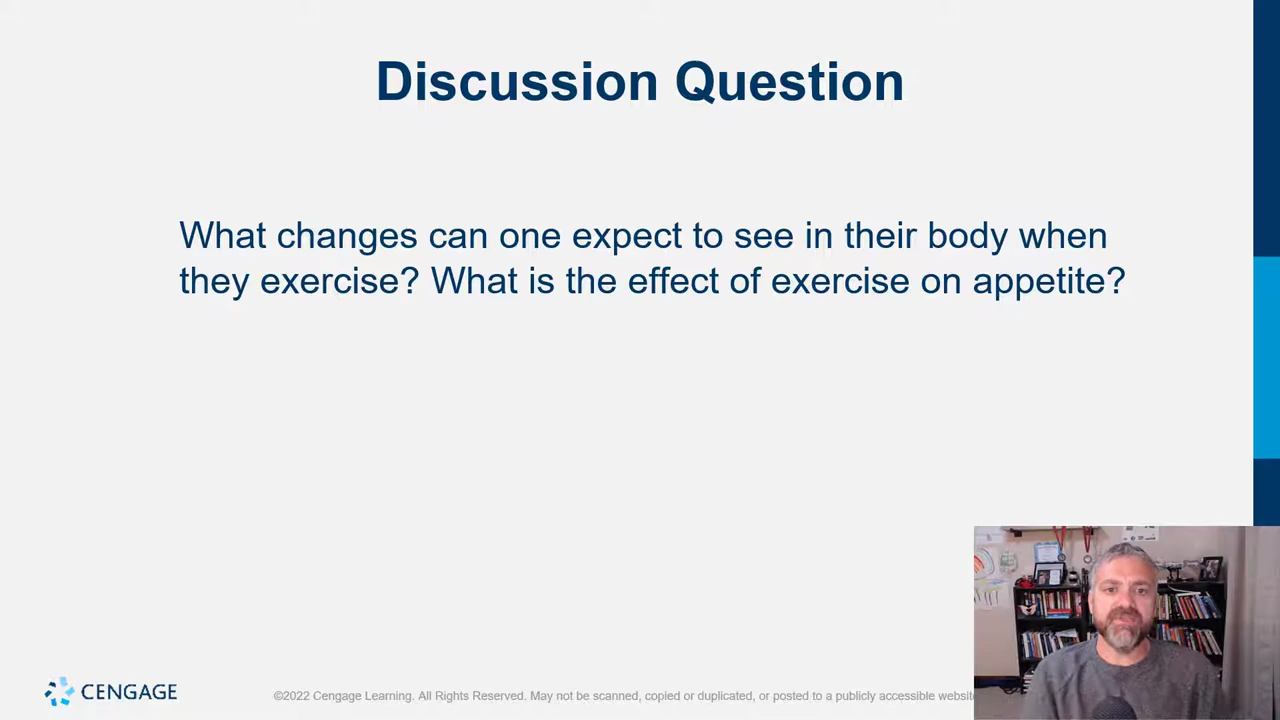 Discussion Question
What changes can one expect to see in their body when
they exercise? What is the effect of exercise on appetite?
CENGAGE
©2022 Cengage Learning. All Rights Reserved. May not be scanned, copied or duplicated, or posted to a publicly accessible website